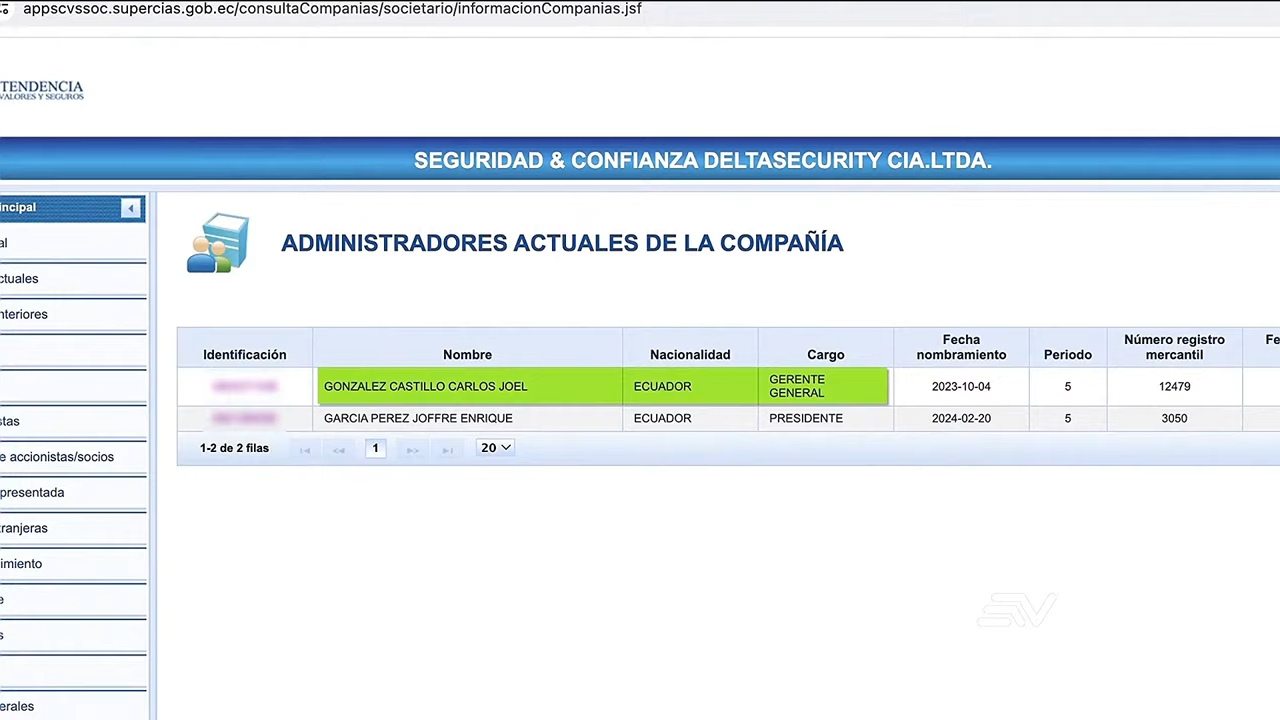 appscvssoc.supercias.gob.ec/consultaCompanias/societario/informacionCompanias.jsf
TENDENCIA
VALORES Y SEGUROS
SEGURIDAD & CONFIANZA DELTASECURITY CIA.LTDA.
incipal
al
ctuales
nteriores
stas
e accionistas/socios
presentada
tranjeras
imiento
e
s
erales
ADMINISTRADORES ACTUALES DE LA COMPAÑÍA
Identificación Nombre Nacionalidad Cargo Fecha nombramiento Periodo Número registro mercantil Fe
GONZALEZ CASTILLO CARLOS JOEL ECUADOR GERENTE GENERAL 2023-10-04 5 12479
GARCIA PEREZ JOFFRE ENRIQUE ECUADOR PRESIDENTE 2024-02-20 5 3050
1-2 de 2 filas 1 20